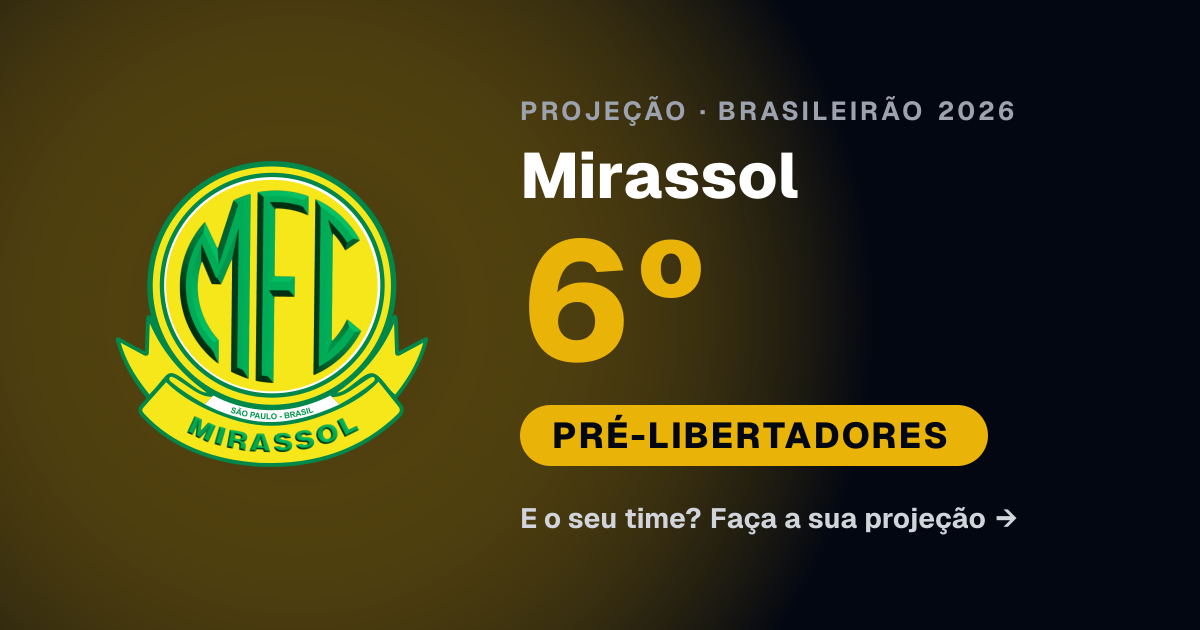 MFC
SÃO PAULO - BRASIL
MIRASSOL
PROJEÇÃO · BRASILEIRÃO 2026
Mirassol
6º
PRÉ-LIBERTADORES
E o seu time? Faça a sua projeção →